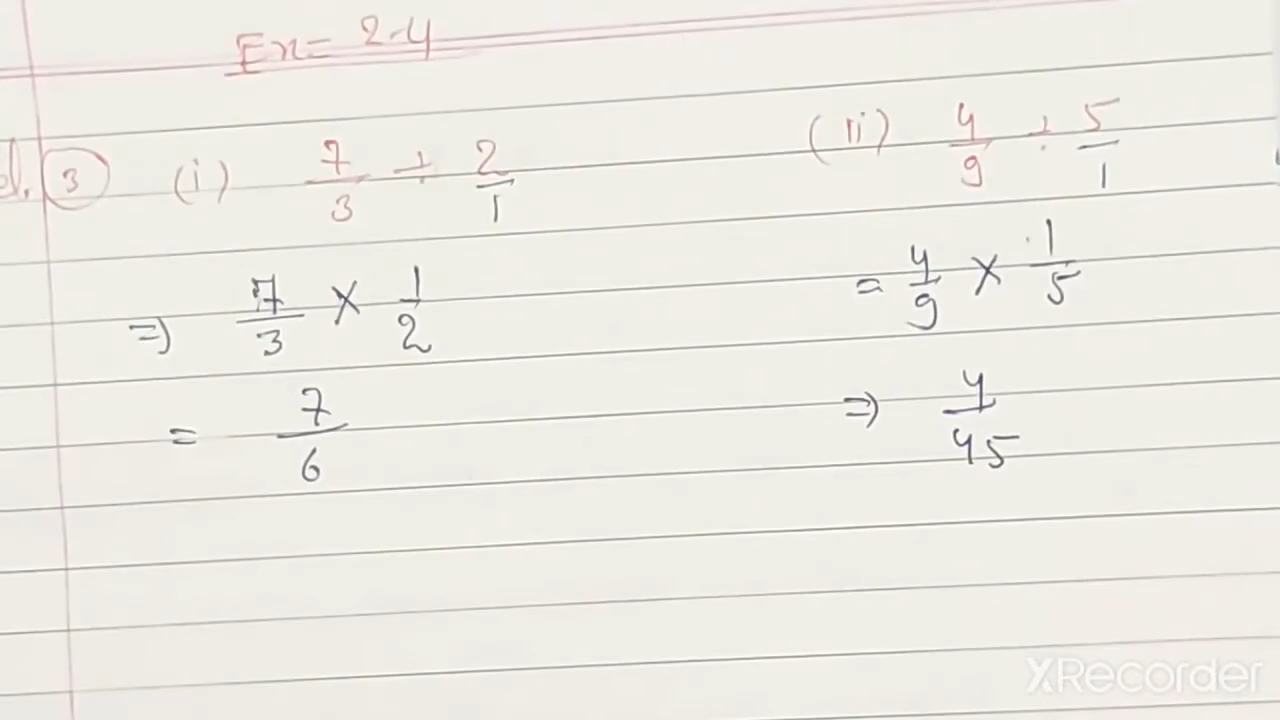 Ex= 2.4
3 (i) 7/3 ÷ 2/1 (ii) 4/9 ÷ 5/1
⇒ 7/3 × 1/2 = 4/9 × 1/5
= 7/6 ⇒ 4/45
XRecorder